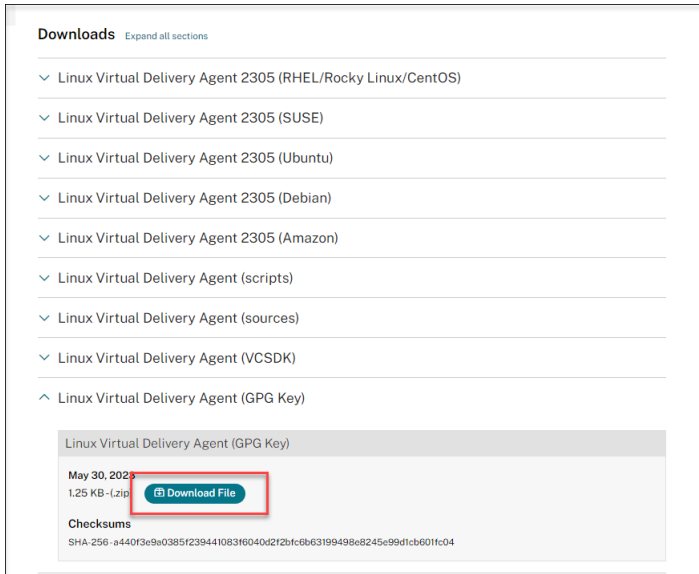 Downloads Expand all sections
Linux Virtual Delivery Agent 2305 (RHEL/Rocky Linux/CentOS)
Linux Virtual Delivery Agent 2305 (SUSE)
Linux Virtual Delivery Agent 2305 (Ubuntu)
Linux Virtual Delivery Agent 2305 (Debian)
Linux Virtual Delivery Agent 2305 (Amazon)
Linux Virtual Delivery Agent (scripts)
Linux Virtual Delivery Agent (sources)
Linux Virtual Delivery Agent (VCSDK)
Linux Virtual Delivery Agent (GPG Key)
Linux Virtual Delivery Agent (GPG Key)
May 30, 2023
1.25 KB - (.zip Download File
Checksums
SHA-256 - a440f3e9a0385f239441083f6040d2f2bfc6b63199498e8245e99d1cb601fc04